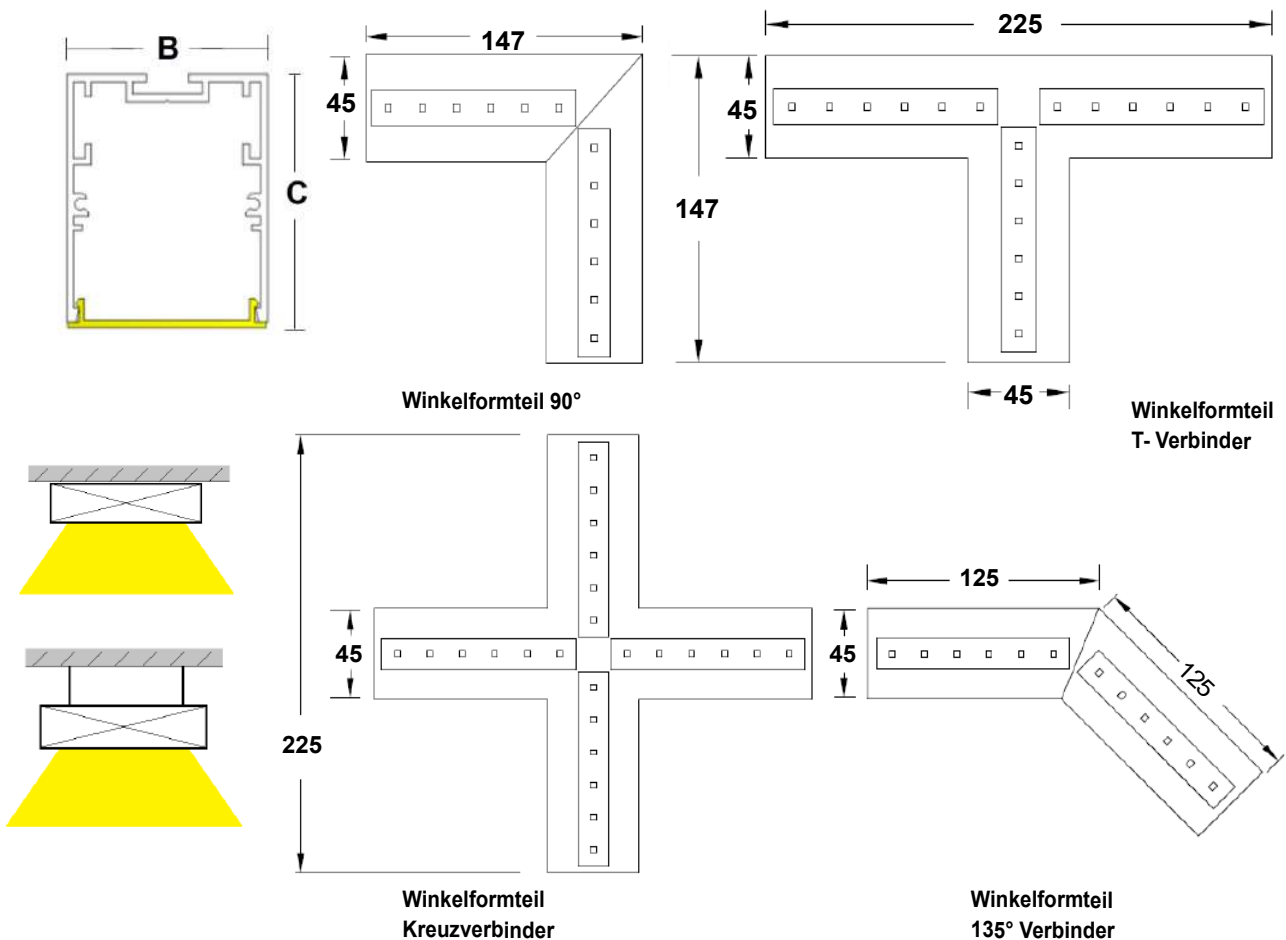 B
C
147
45
Winkelformteil 90°
225
45
147
45
Winkelformteil
T- Verbinder
45
225
Winkelformteil
Kreuzverbinder
125
45
125
Winkelformteil
135° Verbinder